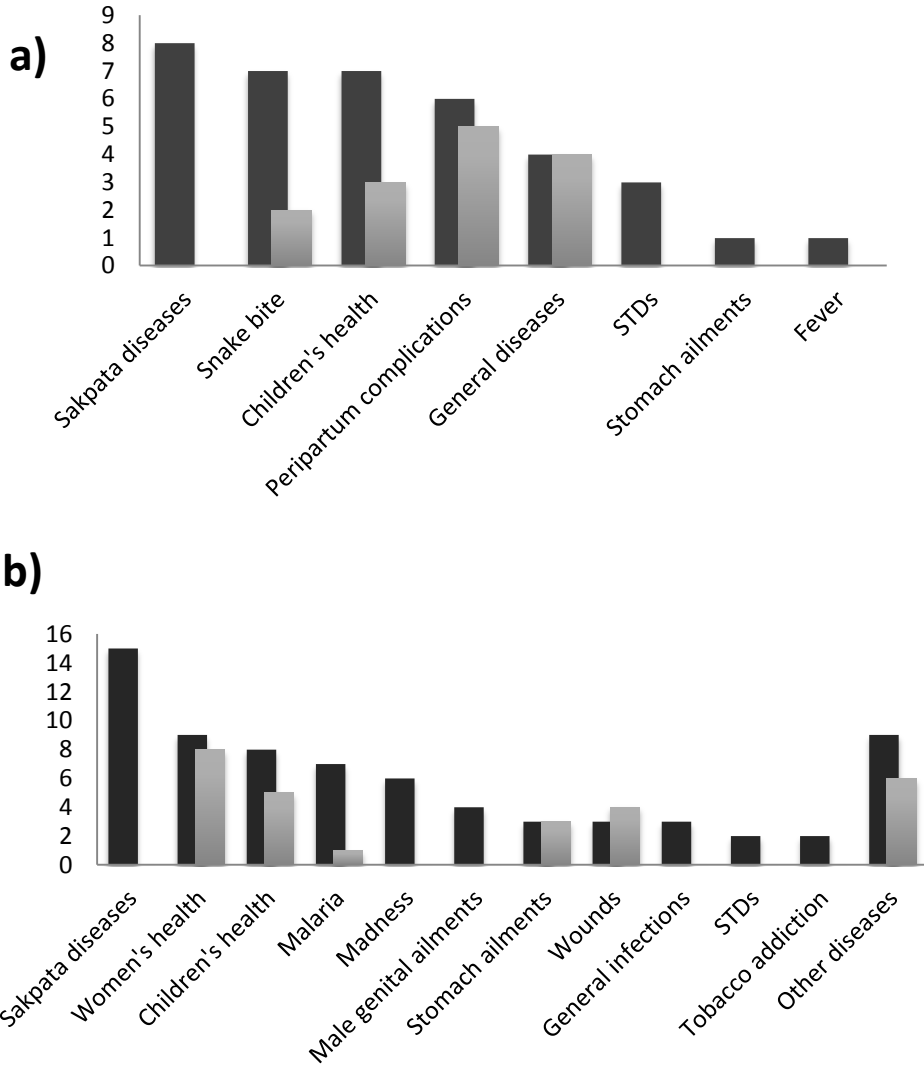 a)
9
8
7
6
5
4
3
2
1
0
Sakpata diseases
Snake bite
Children's health
Peripartum complications
General diseases
STDs
Stomach ailments
Fever
b)
16
14
12
10
8
6
4
2
0
Sakpata diseases
Women's health
Children's health
Malaria
Madness
Male genital ailments
Stomach ailments
Wounds
General infections
STDs
Tobacco addiction
Other diseases